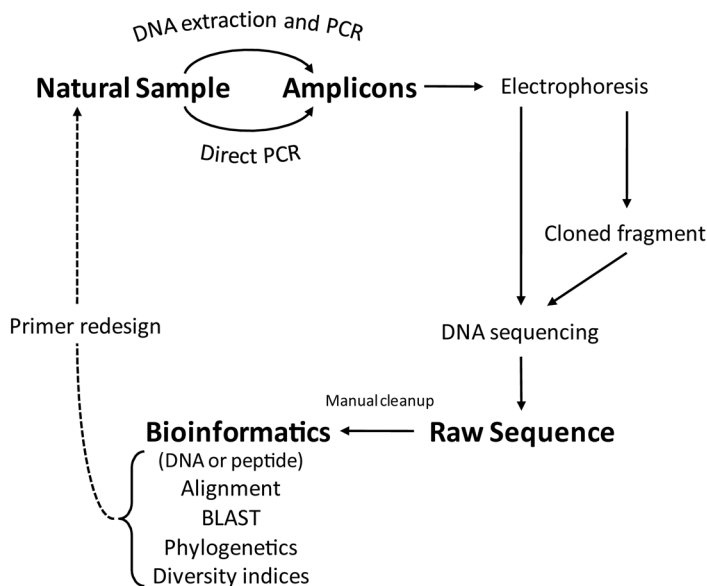 DNA extraction and PCR
Natural Sample
Amplicons
Electrophoresis
Direct PCR
Cloned fragment
Primer redesign
DNA sequencing
Manual cleanup
Bioinformatics
Raw Sequence
(DNA or peptide)
Alignment
BLAST
Phylogenetics
Diversity indices